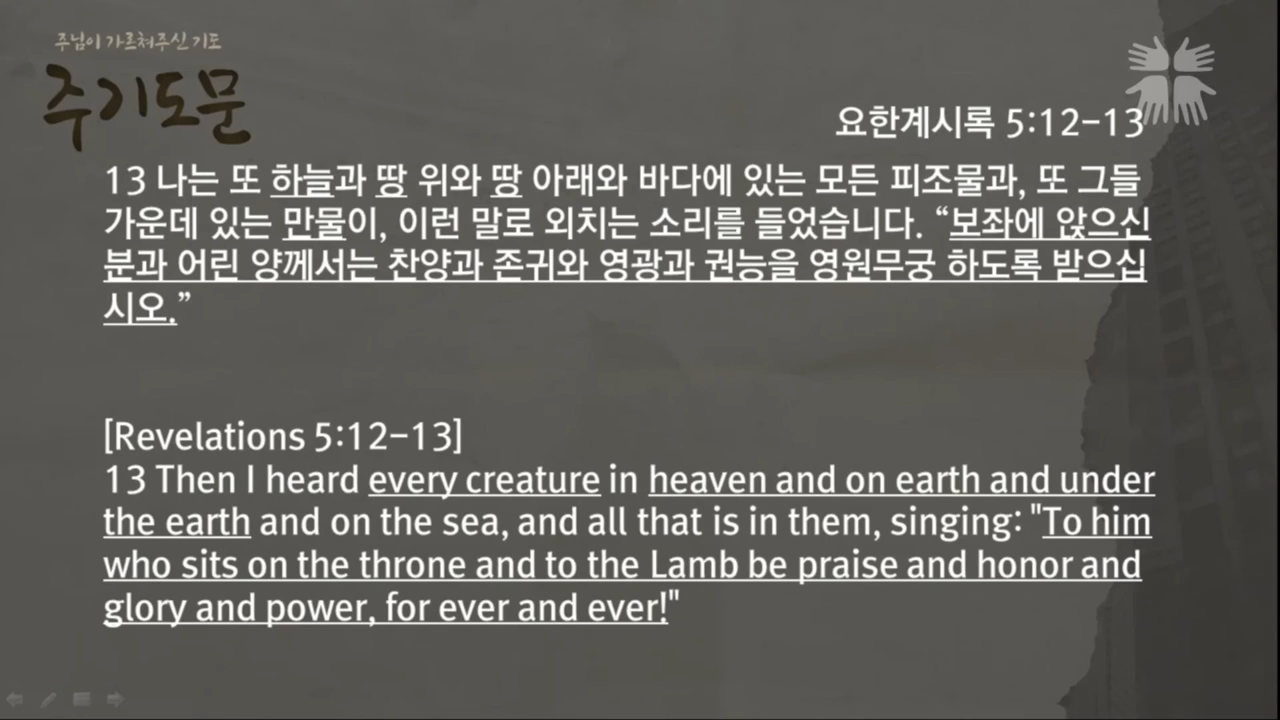 주님이 가르쳐주신 기도
주기도문
요한계시록 5:12-13
13 나는 또 하늘과 땅 위와 땅 아래와 바다에 있는 모든 피조물과, 또 그들
가운데 있는 만물이, 이런 말로 외치는 소리를 들었습니다. “보좌에 앉으신
분과 어린 양께서는 찬양과 존귀와 영광과 권능을 영원무궁 하도록 받으십
시오.”
[Revelations 5:12-13]
13 Then I heard every creature in heaven and on earth and under
the earth and on the sea, and all that is in them, singing: "To him
who sits on the throne and to the Lamb be praise and honor and
glory and power, for ever and ever!"